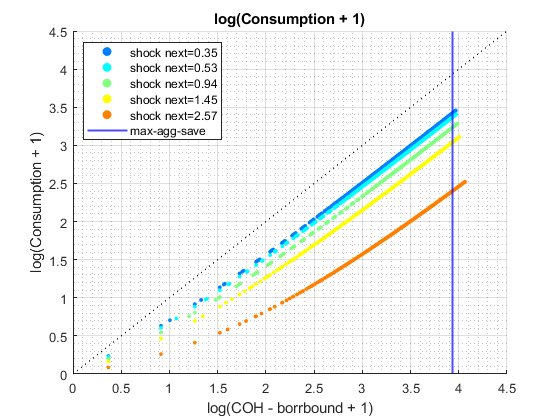 log(Consumption + 1)
4.5
4
3.5
3
2.5
2
1.5
1
0.5
0
log(Consumption + 1)
shock next=0.35
shock next=0.53
shock next=0.94
shock next=1.45
shock next=2.57
max-agg-save
0 0.5 1 1.5 2 2.5 3 3.5 4 4.5
log(COH - borrbound + 1)